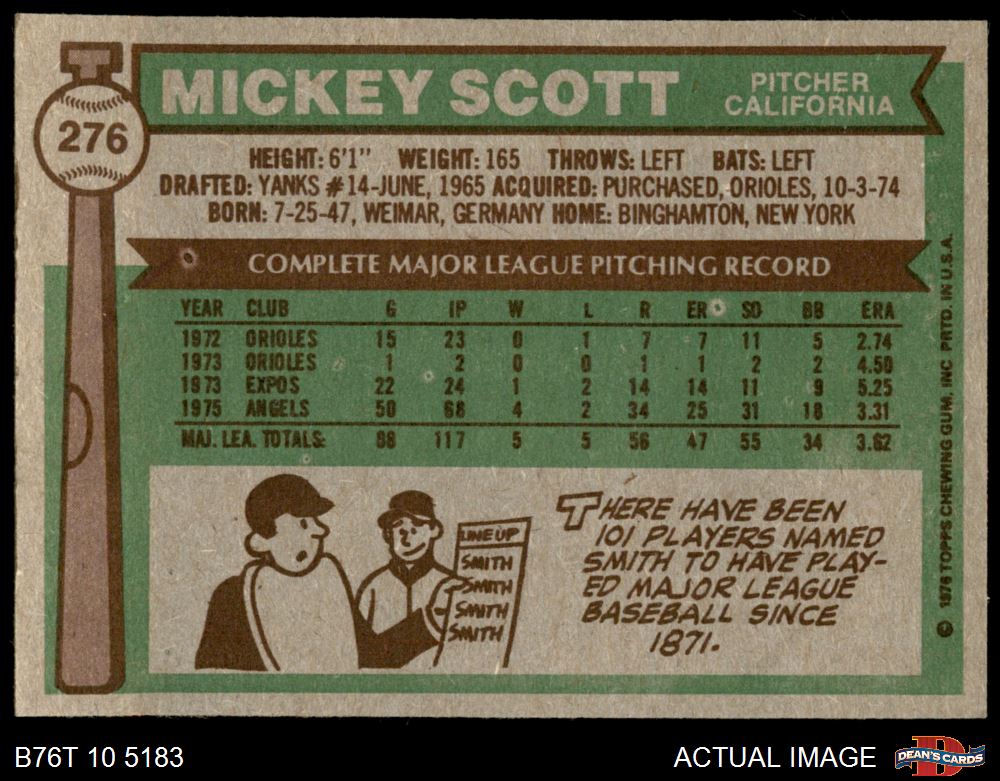 276
MICKEY SCOTT
PITCHER
CALIFORNIA
HEIGHT: 6'1" WEIGHT: 165 THROWS: LEFT BATS: LEFT
DRAFTED: YANKS #14-JUNE, 1965 ACQUIRED: PURCHASED, ORIOLES, 10-3-74
BORN: 7-25-47, WEIMAR, GERMANY HOME: BINGHAMTON, NEW YORK
COMPLETE MAJOR LEAGUE PITCHING RECORD
YEAR CLUB G IP W L R ER SO BB ERA
1972 ORIOLES 15 23 0 1 7 7 11 5 2.74
1973 ORIOLES 1 2 0 0 1 1 2 2 4.50
1973 EXPOS 22 24 1 2 14 14 11 9 5.25
1975 ANGELS 50 68 4 2 34 25 31 18 3.31
MAJ. LEA. TOTALS: 88 117 5 5 56 47 55 34 3.62
LINE UP
SMITH
SMITH
SMITH
SMITH
THERE HAVE BEEN
101 PLAYERS NAMED
SMITH TO HAVE PLAY-
ED MAJOR LEAGUE
BASEBALL SINCE
1871.
© 1976 TOPPS CHEWING GUM, INC PRTD. IN U.S.A.
B76T 10 5183
ACTUAL IMAGE
D
DEAN'S CARDS